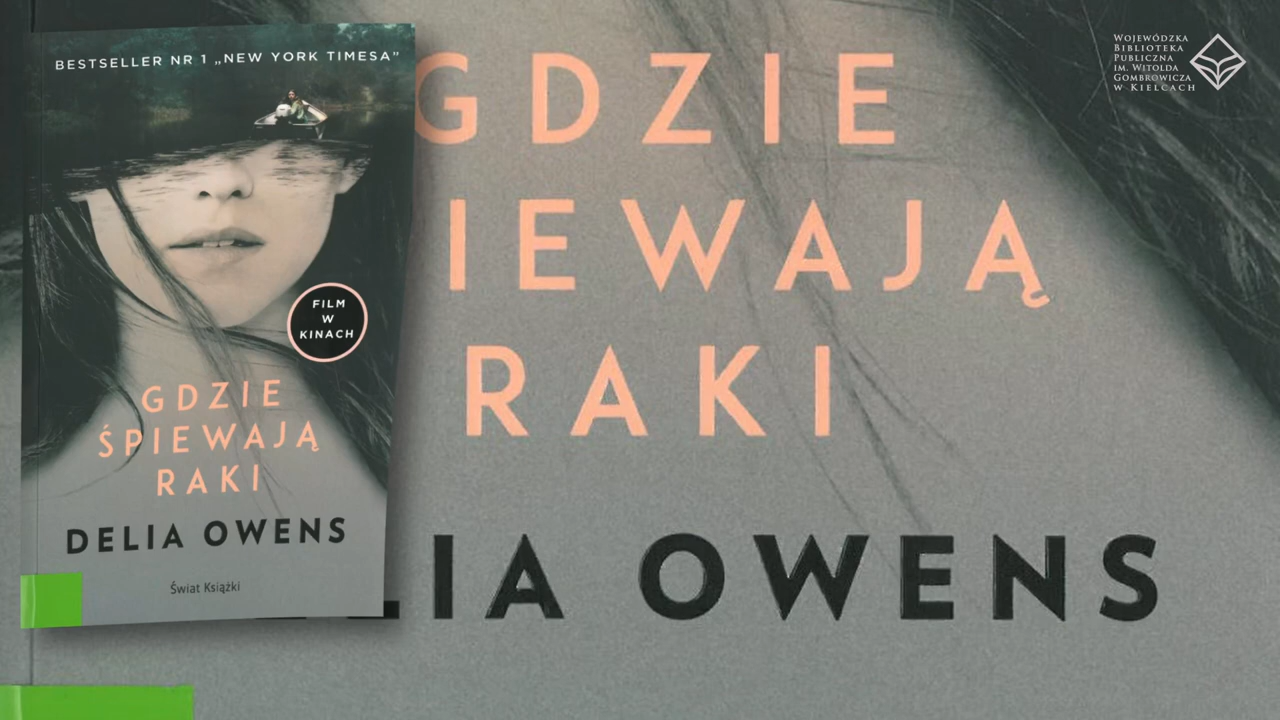 BESTSELLER NR 1 „NEW YORK TIMESA”
FILM
W
KINACH
GDZIE
ŚPIEWAJĄ
RAKI
DELIA OWENS
Świat Książki
GDZIE
IEWAJĄ
RAKI
LIA OWENS
WOJEWÓDZKA
BIBLIOTEKA
PUBLICZNA
IM. WITOLDA
GOMBROWICZA
W KIELCACH